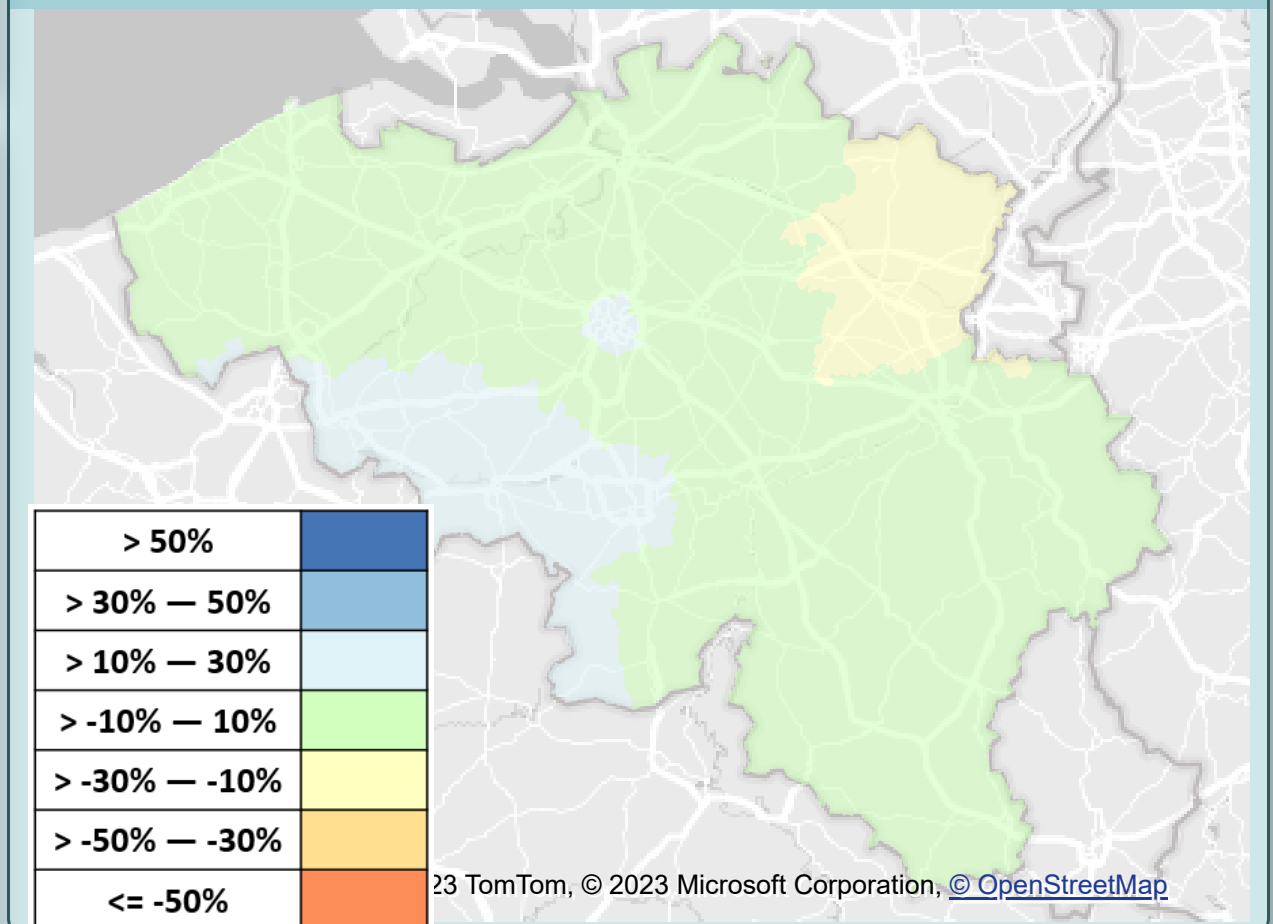 > 50%
> 30% — 50%
> 10% — 30%
> -10% — 10%
> -30% — -10%
> -50% — -30%
<= -50%
23 TomTom, © 2023 Microsoft Corporation, © OpenStreetMap